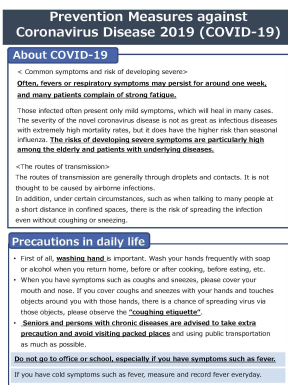 Prevention Measures against
Coronavirus Disease 2019 (COVID-19)
About COVID-19
< Common symptoms and risk of developing severe>
Often, fevers or respiratory symptoms may persist for around one week,
and many patients complain of strong fatigue.
Those infected often present only mild symptoms, which will heal in many cases.
The severity of the novel coronavirus disease is not as great as infectious diseases
with extremely high mortality rates, but it does have the higher risk than seasonal
influenza. The risks of developing severe symptoms are particularly high
among the elderly and patients with underlying diseases.
<The routes of transmission>
The routes of transmission are generally through droplets and contacts. It is not
thought to be caused by airborne infections.
In addition, under certain circumstances, such as when talking to many people at
a short distance in confined spaces, there is the risk of spreading the infection
even without coughing or sneezing.
Precautions in daily life
• First of all, washing hand is important. Wash your hands frequently with soap
or alcohol when you return home, before or after cooking, before eating, etc.
• When you have symptoms such as coughs and sneezes, please cover your
mouth and nose. If you cover coughs and sneezes with your hands and touches
objects around you with those hands, there is a chance of spreading virus via
those objects, please observe the "coughing etiquette".
• Seniors and persons with chronic diseases are advised to take extra
precaution and avoid visiting packed places and using public transportation
as much as possible.
Do not go to office or school, especially if you have symptoms such as fever.
If you have cold symptoms such as fever, measure and record fever everyday.